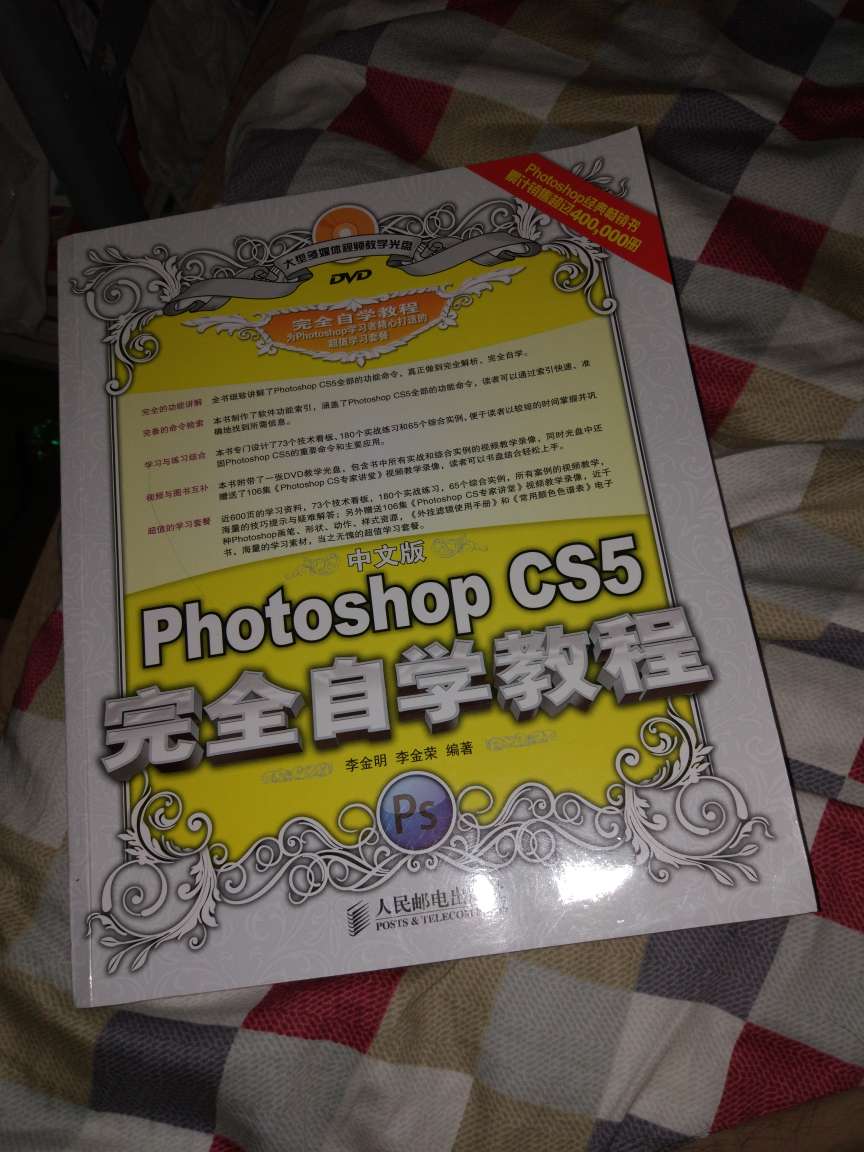 Photoshop经典畅销书
累计销售超过400,000册
大型多媒体视频教学光盘
DVD
完全自学教程
为Photoshop学习者精心打造的
超值学习套餐
完全的功能讲解 全书细致讲解了Photoshop CS5全部的功能命令，真正做到完全解析、完全自学。
完善的命令检索 本书制作了软件功能索引，涵盖了Photoshop CS5全部的功能命令，读者可以通过索引快速、准
确地找到所需信息。
学习与练习结合 本书专门设计了73个技术看板，180个实战练习和65个综合实例，便于读者以较短的时间掌握并巩
固Photoshop CS5的重要命令和主要应用。
视频与图书互补 本书附带了一张DVD教学光盘，包含书中所有实战和综合实例的视频教学录像，同时光盘中还
赠送了106集《Photoshop CS专家讲堂》视频教学录像，读者可以书盘结合轻松上手。
超值的学习套餐 近600页的学习资料，73个技术看板，180个实战练习，65个综合实例，所有案例的视频教学，
海量的技巧提示与疑难解答；另外赠送106集《Photoshop CS专家讲堂》视频教学录像，近千
种Photoshop画笔、形状、动作、样式资源，《外挂滤镜使用手册》和《常用颜色色谱表》电子
书、海量的学习素材，当之无愧的超值学习套餐。
中文版
Photoshop CS5
完全自学教程
李金明 李金荣 编著
Ps
人民邮电出
POSTS & TELECOM